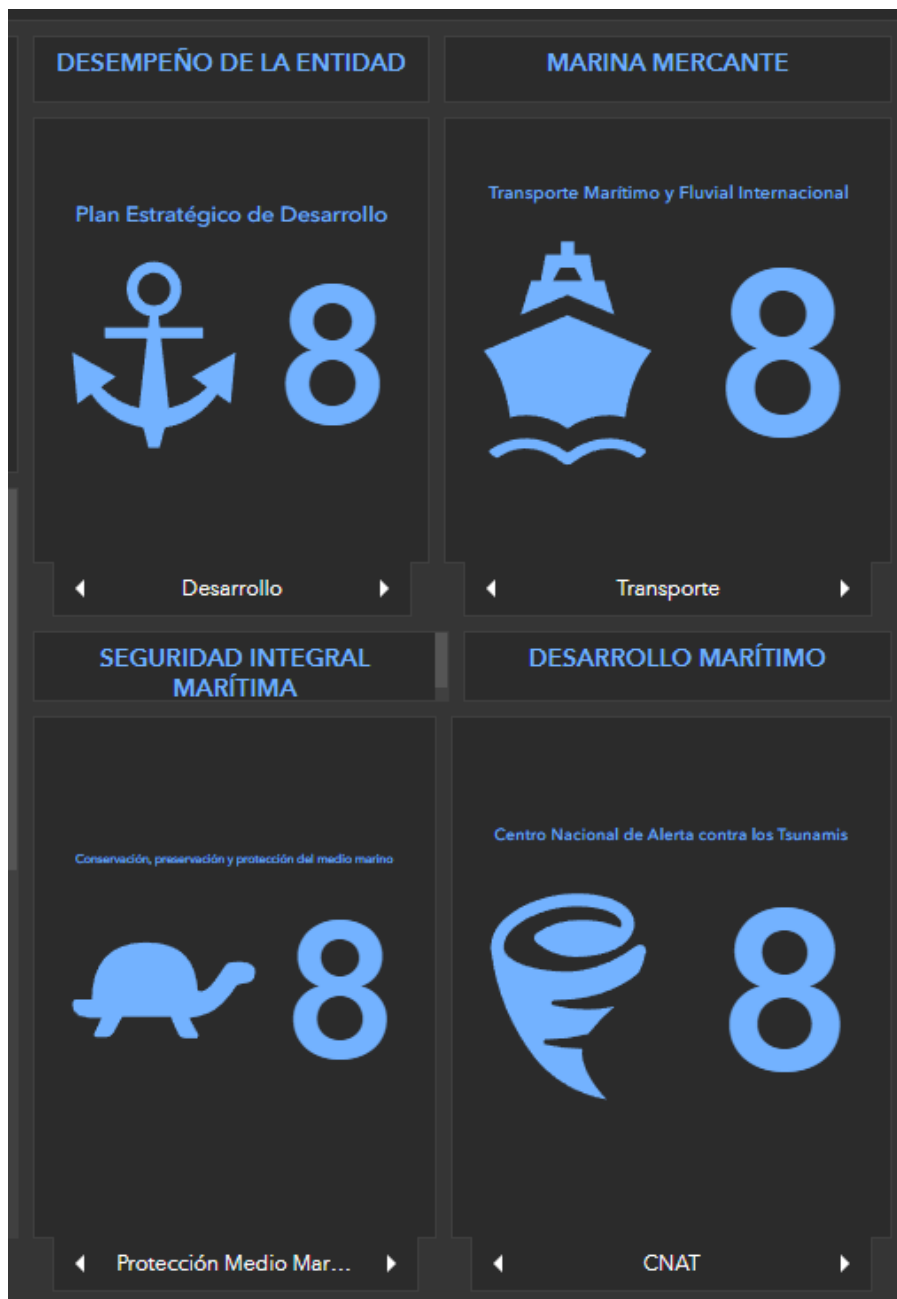 DESEMPEÑO DE LA ENTIDAD
MARINA MERCANTE
Plan Estratégico de Desarrollo
8
Transporte Marítimo y Fluvial Internacional
8
Desarrollo
Transporte
SEGURIDAD INTEGRAL
MARÍTIMA
DESARROLLO MARÍTIMO
Conservación, preservación y protección del medio marino
8
Centro Nacional de Alerta contra los Tsunamis
8
Protección Medio Mar...
CNAT